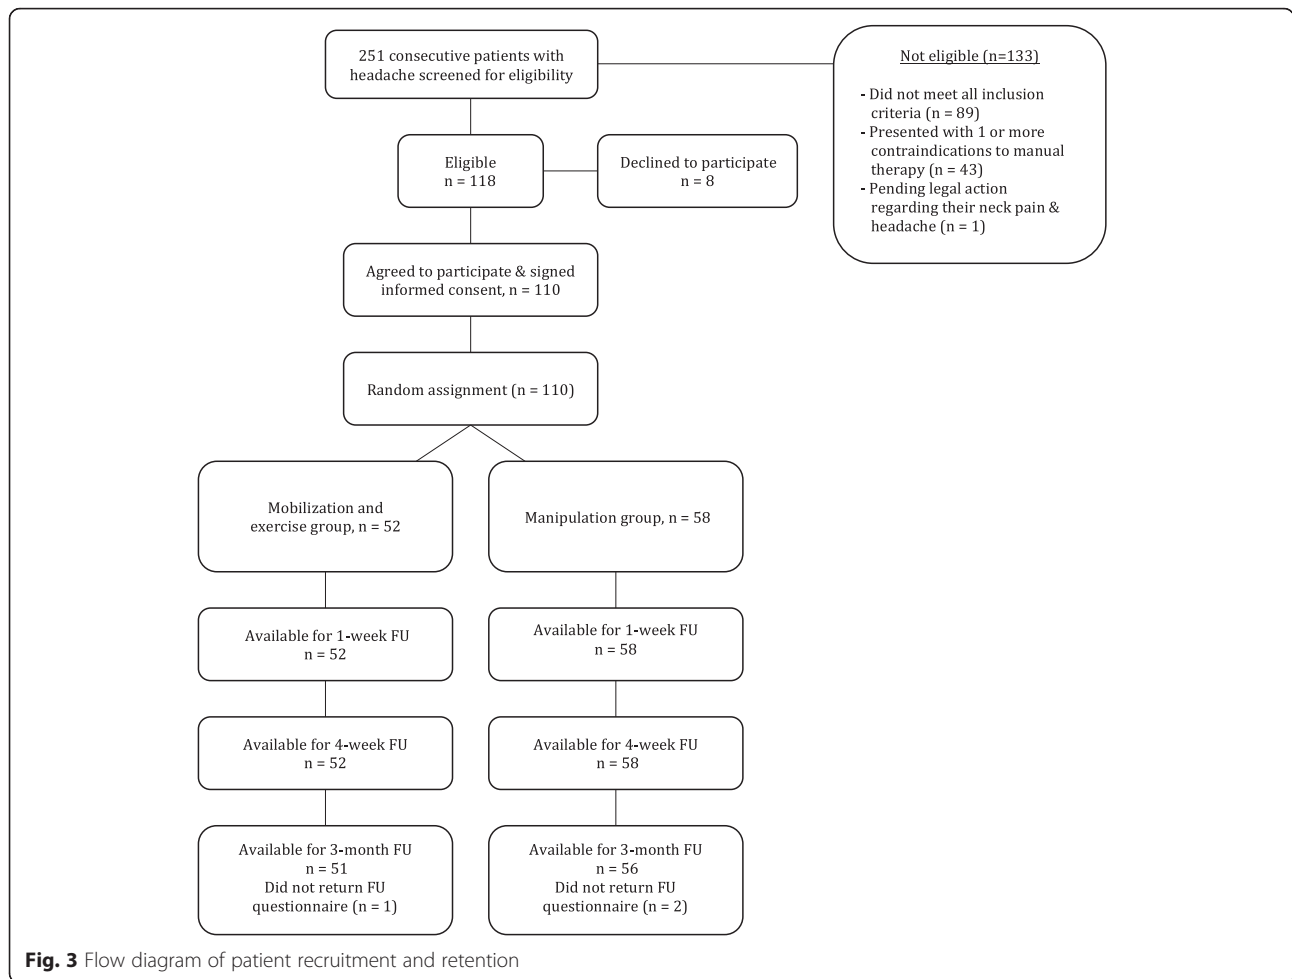 251 consecutive patients with
headache screened for eligibility
Not eligible (n=133)
- Did not meet all inclusion
criteria (n = 89)
- Presented with 1 or more
contraindications to manual
therapy (n = 43)
- Pending legal action
regarding their neck pain &
headache (n = 1)
Eligible
n = 118
Declined to participate
n = 8
Agreed to participate & signed
informed consent, n = 110
Random assignment (n = 110)
Mobilization and
exercise group, n = 52
Manipulation group, n = 58
Available for 1-week FU
n = 52
Available for 1-week FU
n = 58
Available for 4-week FU
n = 52
Available for 4-week FU
n = 58
Available for 3-month FU
n = 51
Did not return FU
questionnaire (n = 1)
Available for 3-month FU
n = 56
Did not return FU
questionnaire (n = 2)
Fig. 3 Flow diagram of patient recruitment and retention